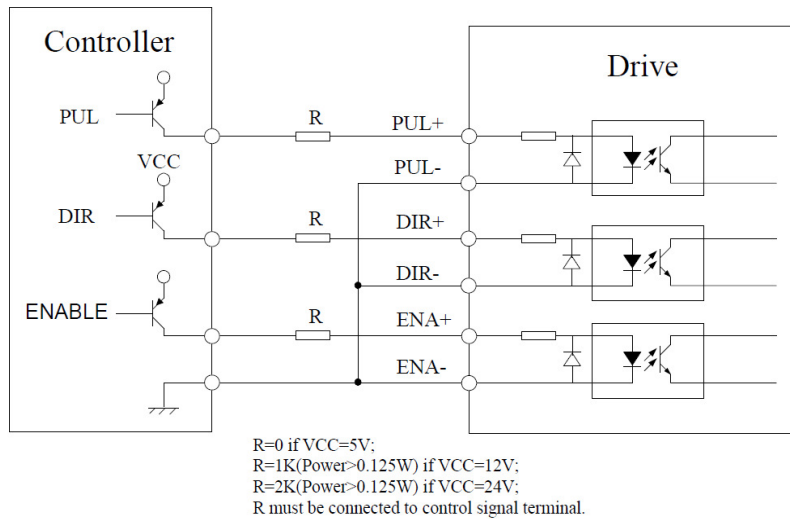 Controller
Drive
PUL
R
PUL+
VCC
PUL-
DIR
R
DIR+
DIR-
ENABLE
R
ENA+
ENA-
R=0 if VCC=5V;
R=1K(Power>0.125W) if VCC=12V;
R=2K(Power>0.125W) if VCC=24V;
R must be connected to control signal terminal.